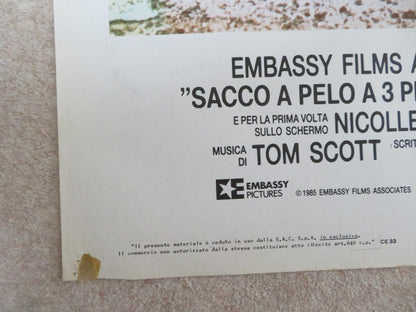 EMBASSY FILMS A
"SACCO A PELO A 3 P
E PER LA PRIMA VOLTA
SULLO SCHERMO NICOLLE
MUSICA
DI TOM SCOTT SCRIT
EMBASSY
PICTURES
©1985 EMBASSY FILMS ASSOCIATES
"Il presente materiale è ceduto in uso dalla S.A.C. S.p.A. in esclusiva.
Il commercio non autorizzato dalla stessa costituisce atto illecito art.646 c.p." CE 33